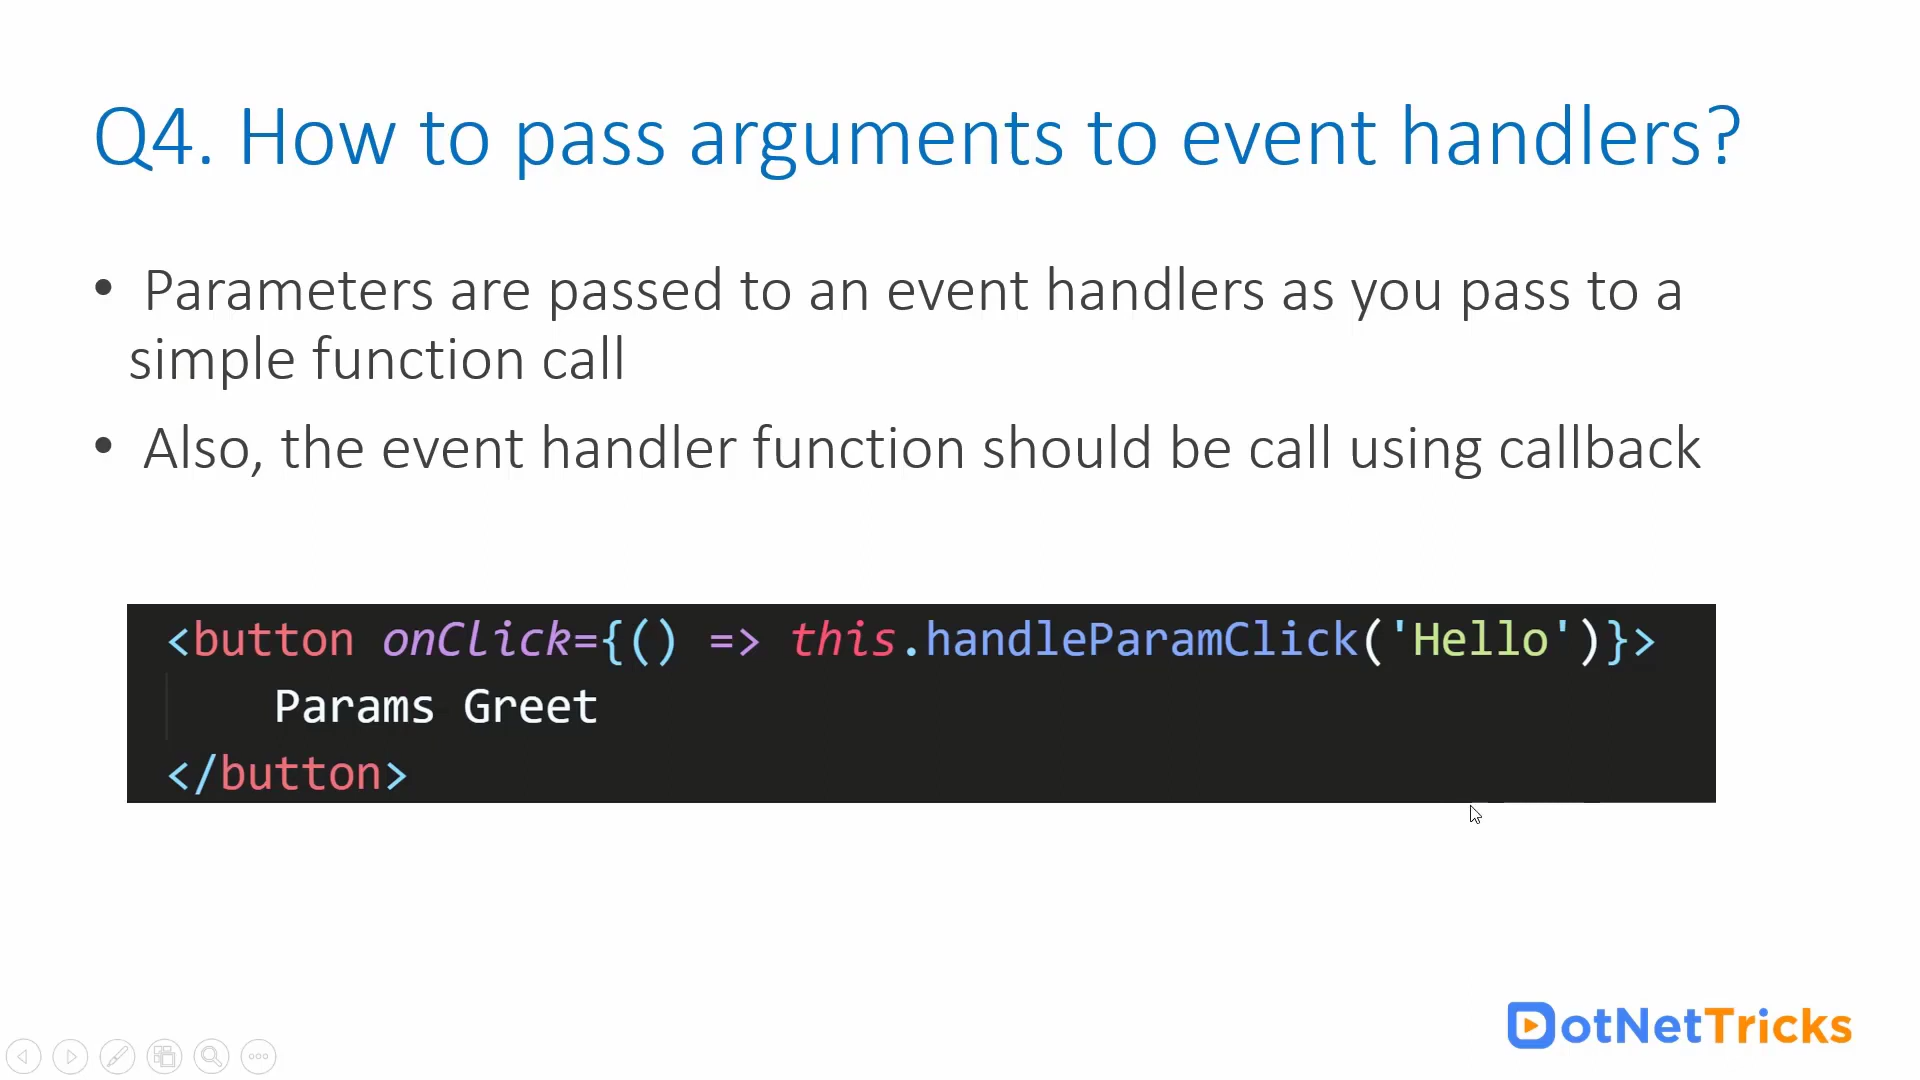 Q4. How to pass arguments to event handlers?
• Parameters are passed to an event handlers as you pass to a
simple function call
• Also, the event handler function should be call using callback
<button onClick={() => this.handleParamClick('Hello')}>
Params Greet
</button>
DotNetTricks